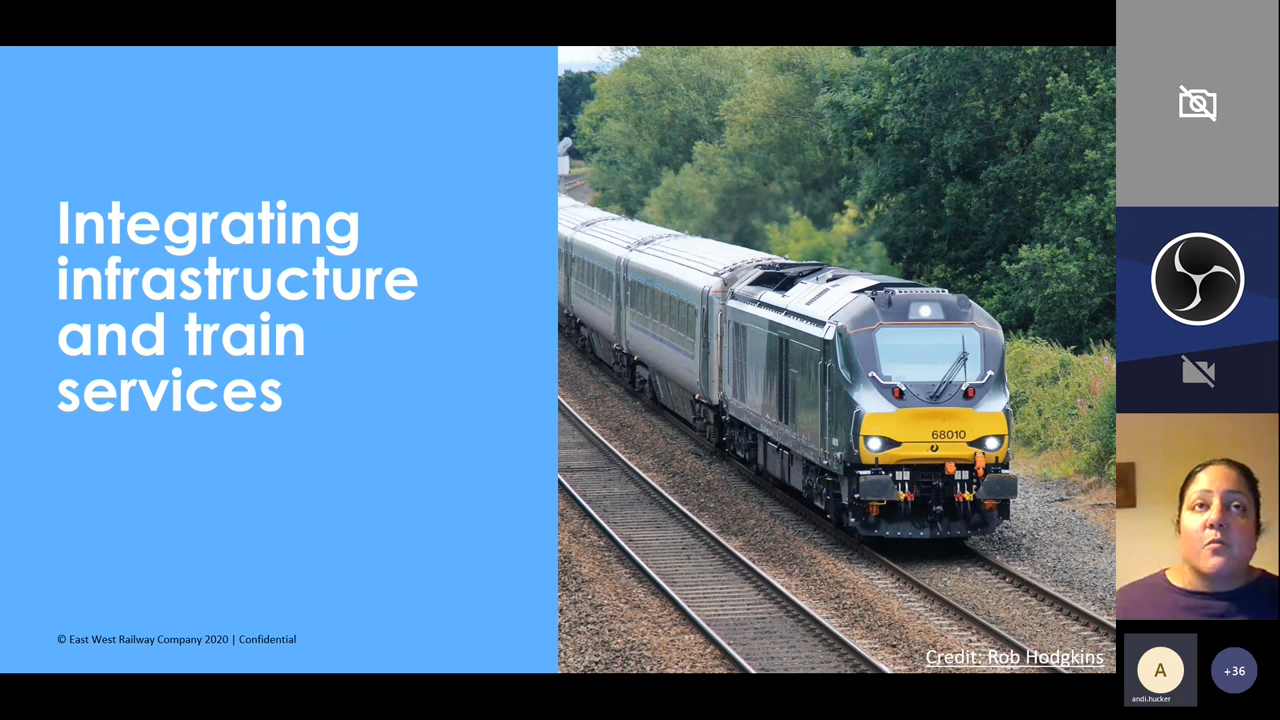 Integrating
infrastructure
and train
services
© East West Railway Company 2020 | Confidential
68010
Credit: Rob Hodgkins
A
andi.hucker
+36